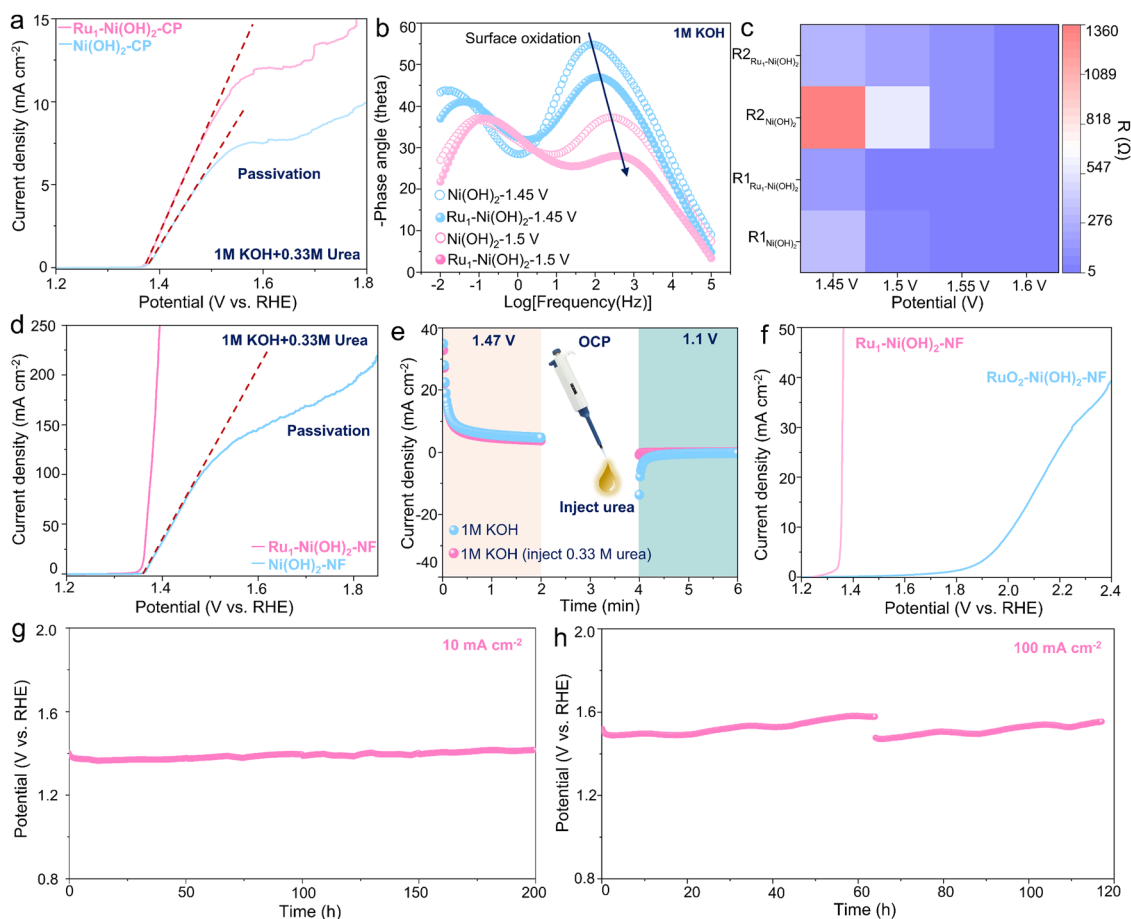 a
15
10
5
0
Current density (mA cm⁻²)
Ru₁-Ni(OH)₂-CP
Ni(OH)₂-CP
Passivation
1M KOH+0.33M Urea
1.2 1.4 1.6 1.8
Potential (V vs. RHE)
b
60
50
40
30
20
10
0
-Phase angle (theta)
1M KOH
Surface oxidation
Ni(OH)₂-1.45 V
Ru₁-Ni(OH)₂-1.45 V
Ni(OH)₂-1.5 V
Ru₁-Ni(OH)₂-1.5 V
-3 -2 -1 0 1 2 3 4 5
Log[Frequency(Hz)]
c
R2Ru₁-Ni(OH)₂
R2Ni(OH)₂
R1Ru₁-Ni(OH)₂
R1Ni(OH)₂
1.45 V 1.5 V 1.55 V 1.6 V
Potential (V)
1360
1089
818
547
276
5
R (Ω)
d
250
200
150
100
50
0
Current density (mA cm⁻²)
1M KOH+0.33M Urea
Passivation
Ru₁-Ni(OH)₂-NF
Ni(OH)₂-NF
1.2 1.4 1.6 1.8
Potential (V vs. RHE)
e
40
20
0
-20
-40
Current density (mA cm⁻²)
1.47 V
OCP
1.1 V
Inject urea
1M KOH
1M KOH (inject 0.33 M urea)
0 1 2 3 4 5 6
Time (min)
f
50
40
30
20
10
0
Current density (mA cm⁻²)
Ru₁-Ni(OH)₂-NF
RuO₂-Ni(OH)₂-NF
1.2 1.4 1.6 1.8 2.0 2.2 2.4
Potential (V vs. RHE)
g
2.0
1.6
1.2
0.8
Potential (V vs. RHE)
10 mA cm⁻²
0 50 100 150 200
Time (h)
h
2.0
1.6
1.2
0.8
Potential (V vs. RHE)
100 mA cm⁻²
0 20 40 60 80 100 120
Time (h)